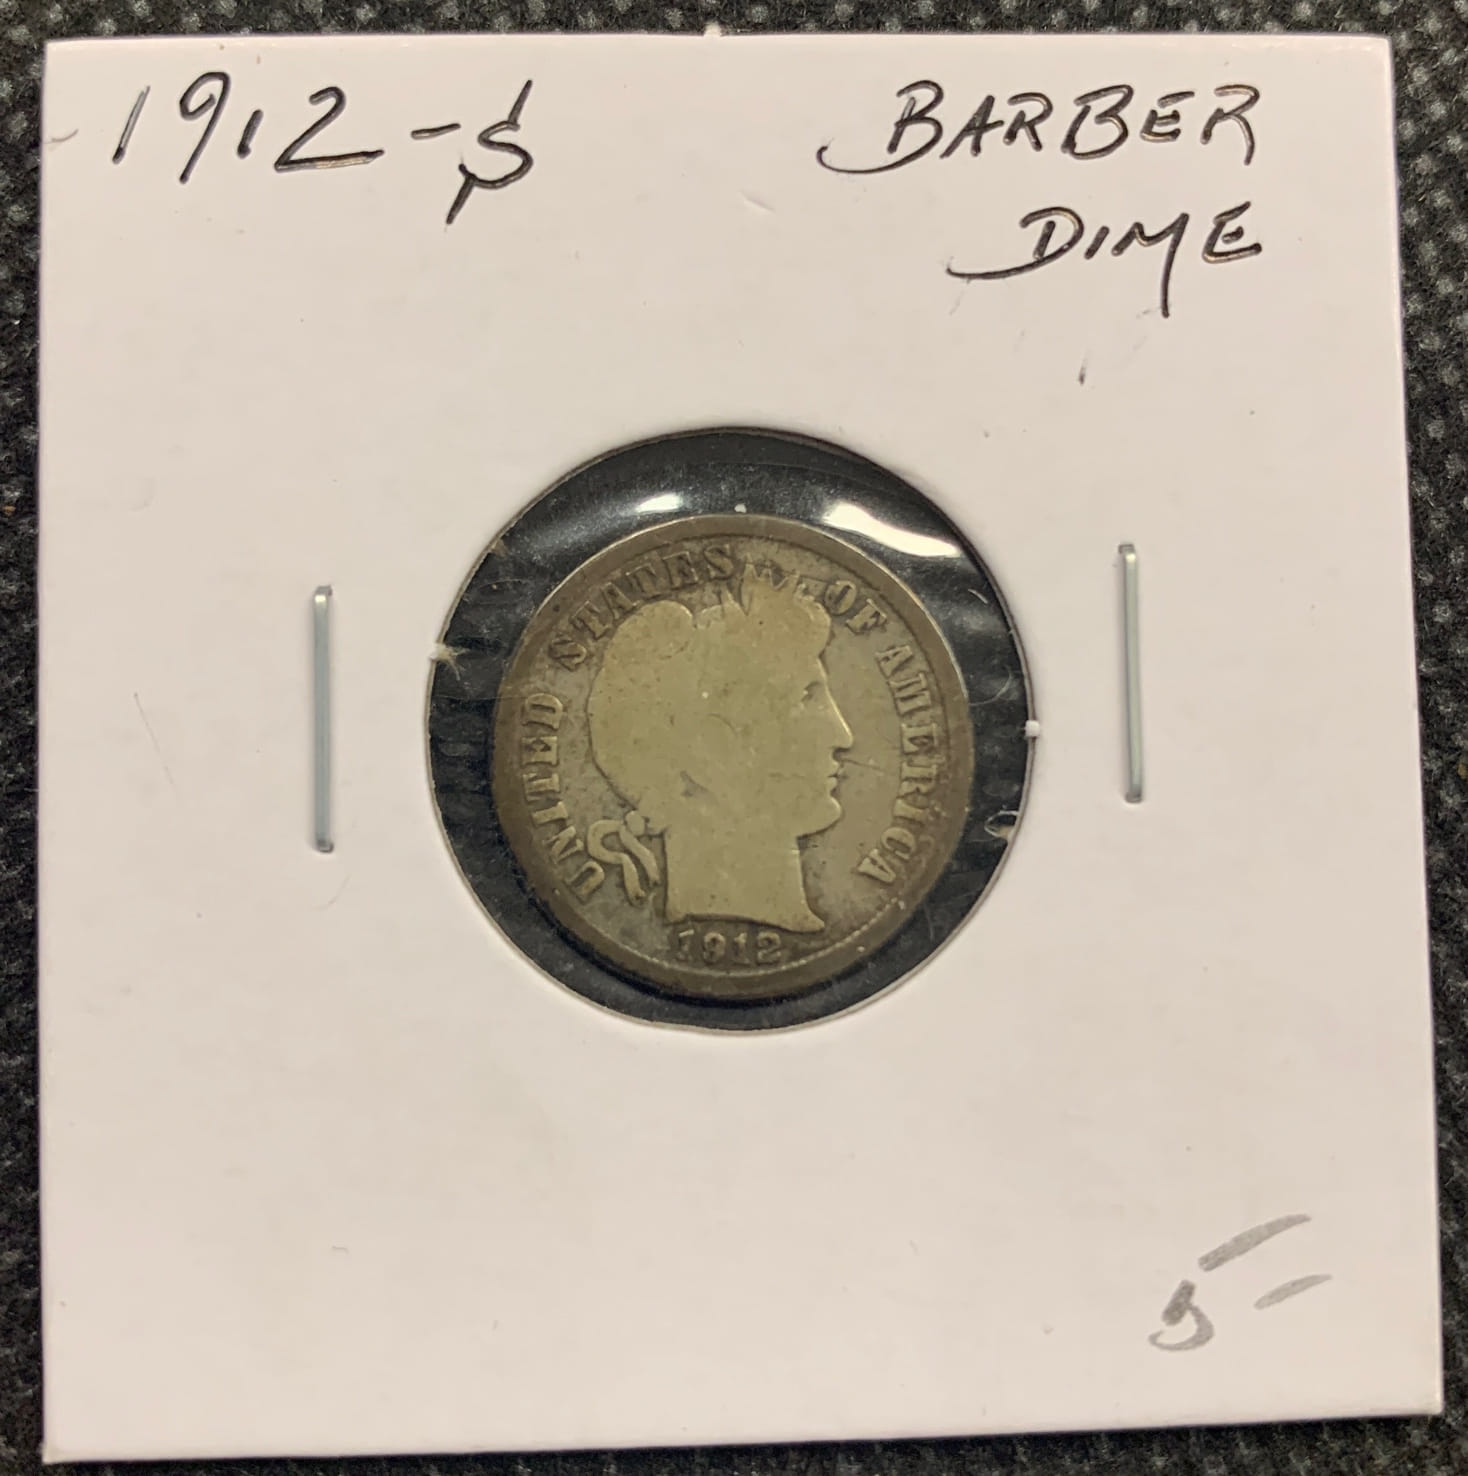 1912-S
BARBER
DIME
UNITED STATES OF AMERICA
1912
5-